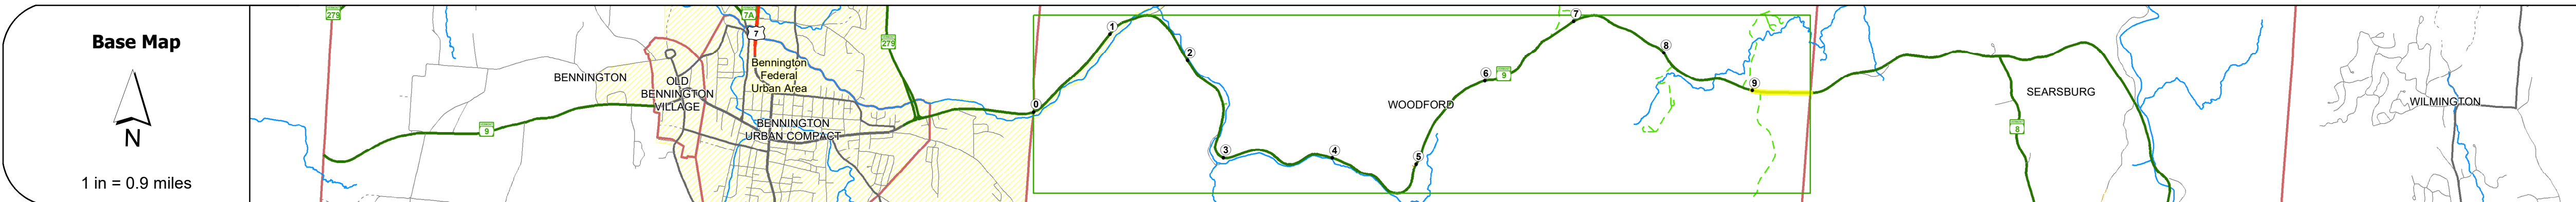 Base Map
N
1 in = 0.9 miles
279
7A
7
279
BENNINGTON
OLD
BENNINGTON
VILLAGE
Bennington
Federal
Urban Area
BENNINGTON
URBAN COMPACT
9
0
1
2
3
4
5
6
9
7
8
9
WOODFORD
SEARSBURG
8
WILMINGTON